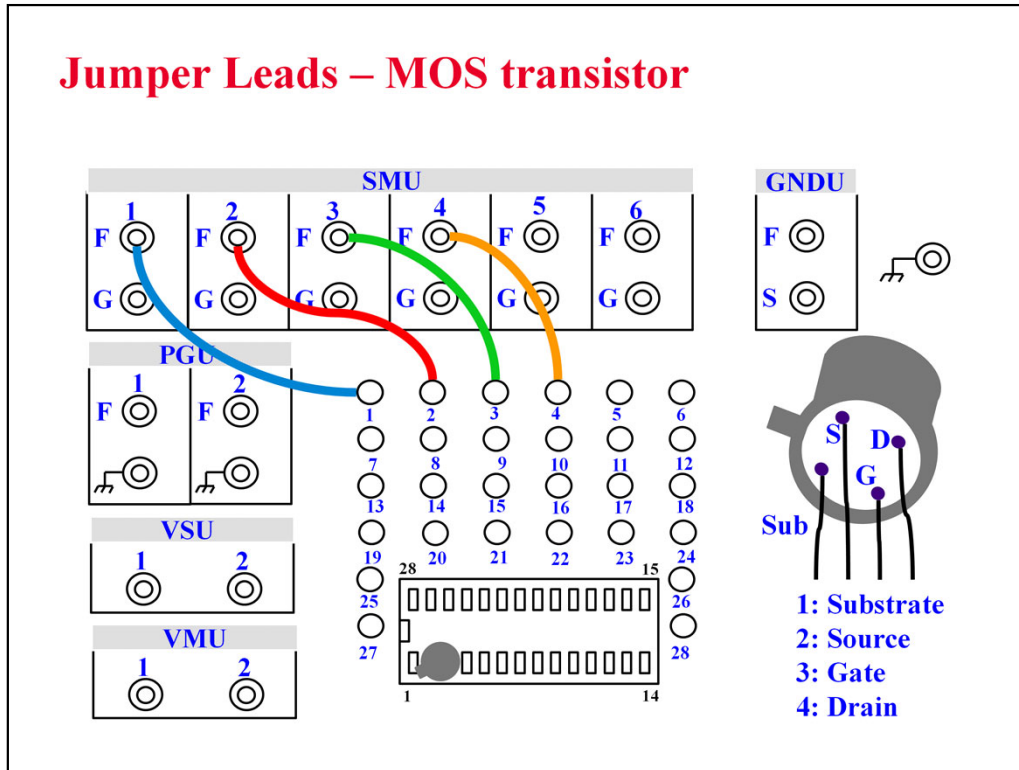 Jumper Leads – MOS transistor
SMU
GNDU
1 2 3 4 5 6
F F F F F F F
G G G G G G S
PGU
1 2
F F
1 2 3 4 5 6
7 8 9 10 11 12
13 14 15 16 17 18
19 20 21 22 23 24
VSU
1 2
25 28 15 26
VMU
1 2
27 28
1 14
S D
G
Sub
1: Substrate
2: Source
3: Gate
4: Drain